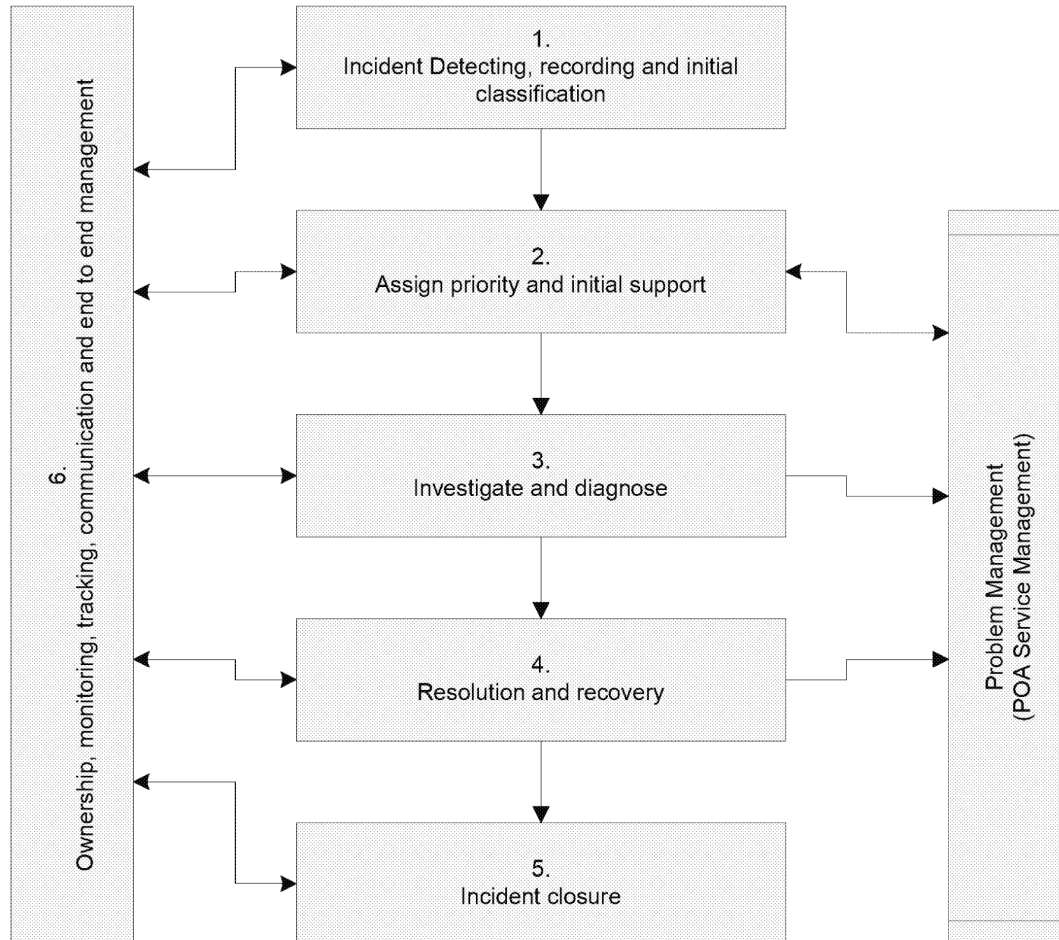 1.
Incident Detecting, recording and initial
classification
2.
Assign priority and initial support
3.
Investigate and diagnose
4.
Resolution and recovery
5.
Incident closure
6.
Ownership, monitoring, tracking, communication and end to end management
Problem Management
(POA Service Management)